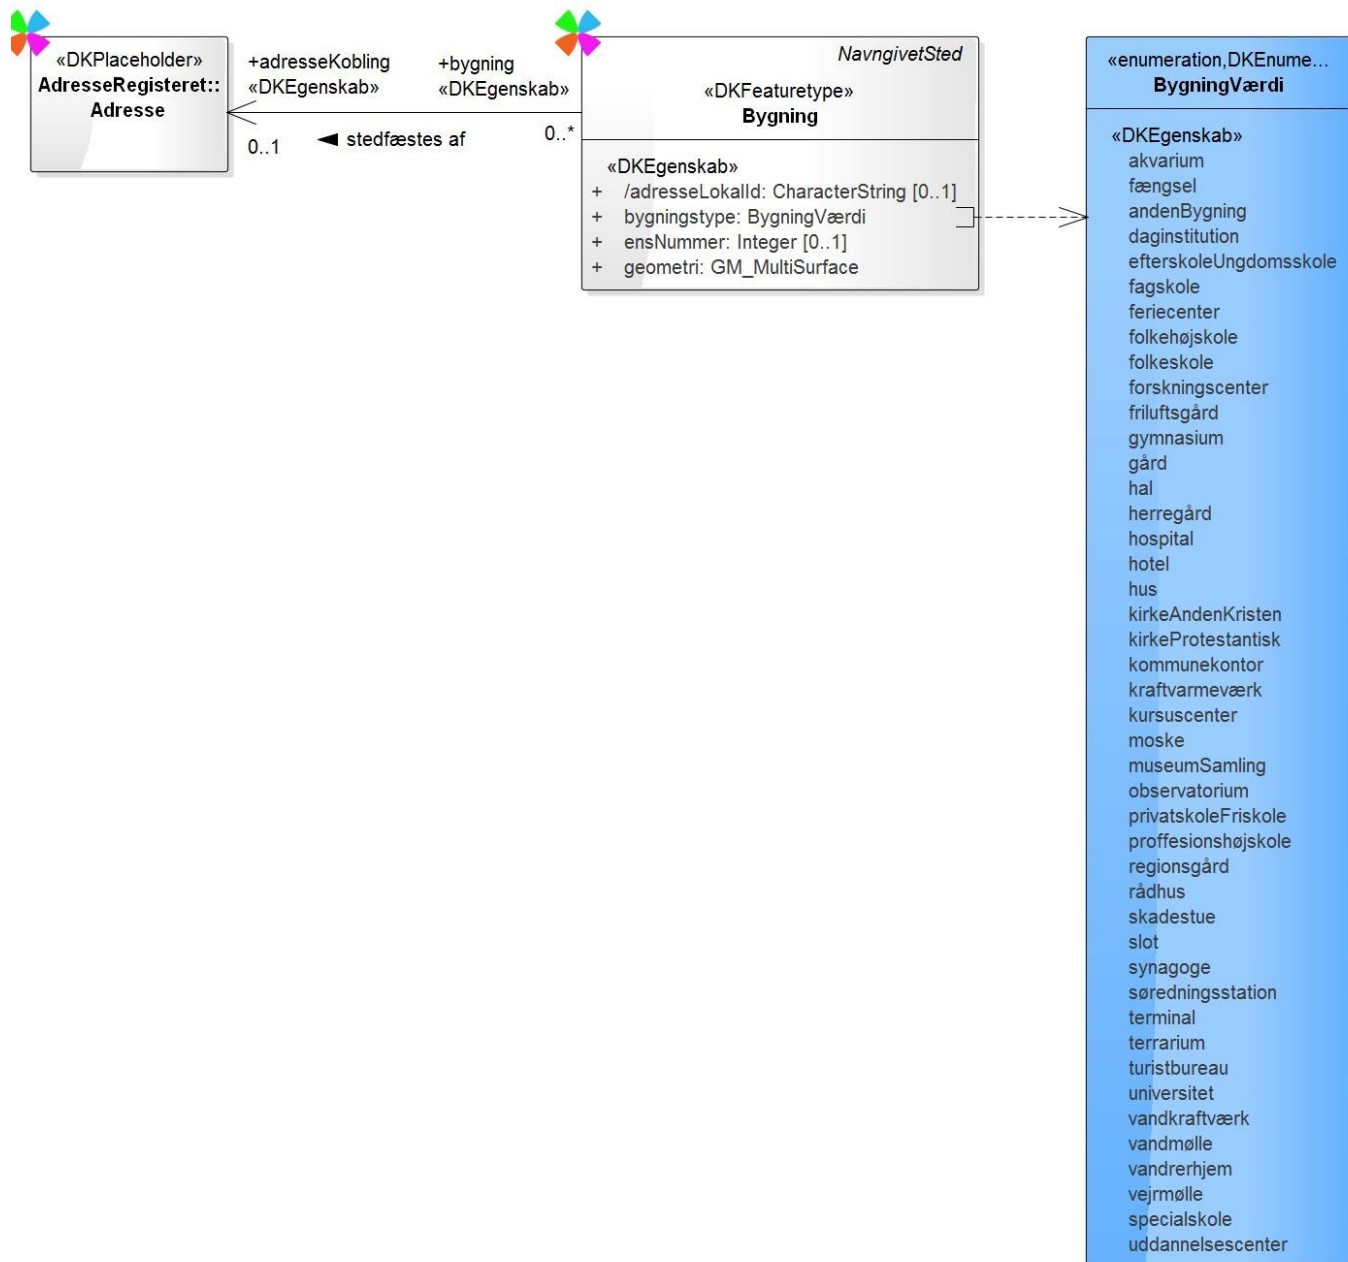 «DKPlaceholder»
AdresseRegisteret::
Adresse
+adresseKobling
«DKEgenskab»
+bygning
«DKEgenskab»
0..1
◄ stedfæstes af
0..*
NavngivetSted
«DKFeaturetype»
Bygning
«DKEgenskab»
+ /adresseLokalId: CharacterString [0..1]
+ bygningstype: BygningVærdi
+ ensNummer: Integer [0..1]
+ geometri: GM_MultiSurface
«enumeration,DKEnume...
BygningVærdi
«DKEgenskab»
akvarium
fængsel
andenBygning
daginstitution
efterskoleUngdomsskole
fagskole
feriecenter
folkehøjskole
folkeskole
forskningscenter
friluftsgård
gymnasium
gård
hal
herregård
hospital
hotel
hus
kirkeAndenKristen
kirkeProtestantisk
kommunekontor
kraftvarmeværk
kursuscenter
moske
museumSamling
observatorium
privatskoleFriskole
proffesionshøjskole
regionsgård
rådhus
skadestue
slot
synagoge
søredningsstation
terminal
terrarium
turistbureau
universitet
vandkraftværk
vandmølle
vandrerhjem
vejrmølle
specialskole
uddannelsescenter